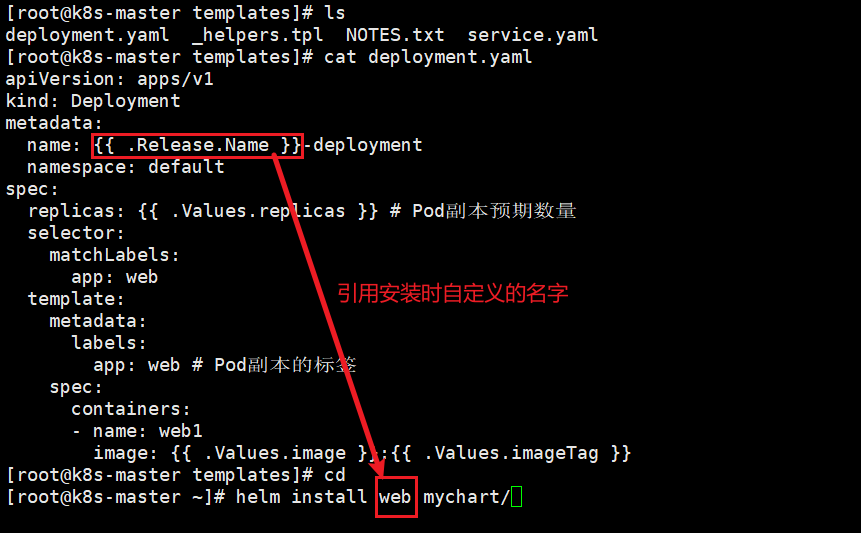 [root@k8s-master templates]# ls
deployment.yaml  _helpers.tpl  NOTES.txt  service.yaml
[root@k8s-master templates]# cat deployment.yaml
apiVersion: apps/v1
kind: Deployment
metadata:
  name: {{ .Release.Name }}-deployment
  namespace: default
spec:
  replicas: {{ .Values.replicas }} # Pod副本预期数量
  selector:
    matchLabels:
      app: web
引用安装时自定义的名字
  template:
    metadata:
      labels:
        app: web # Pod副本的标签
    spec:
      containers:
      - name: web1
        image: {{ .Values.image }}:{{ .Values.imageTag }}
[root@k8s-master templates]# cd
[root@k8s-master ~]# helm install web mychart/